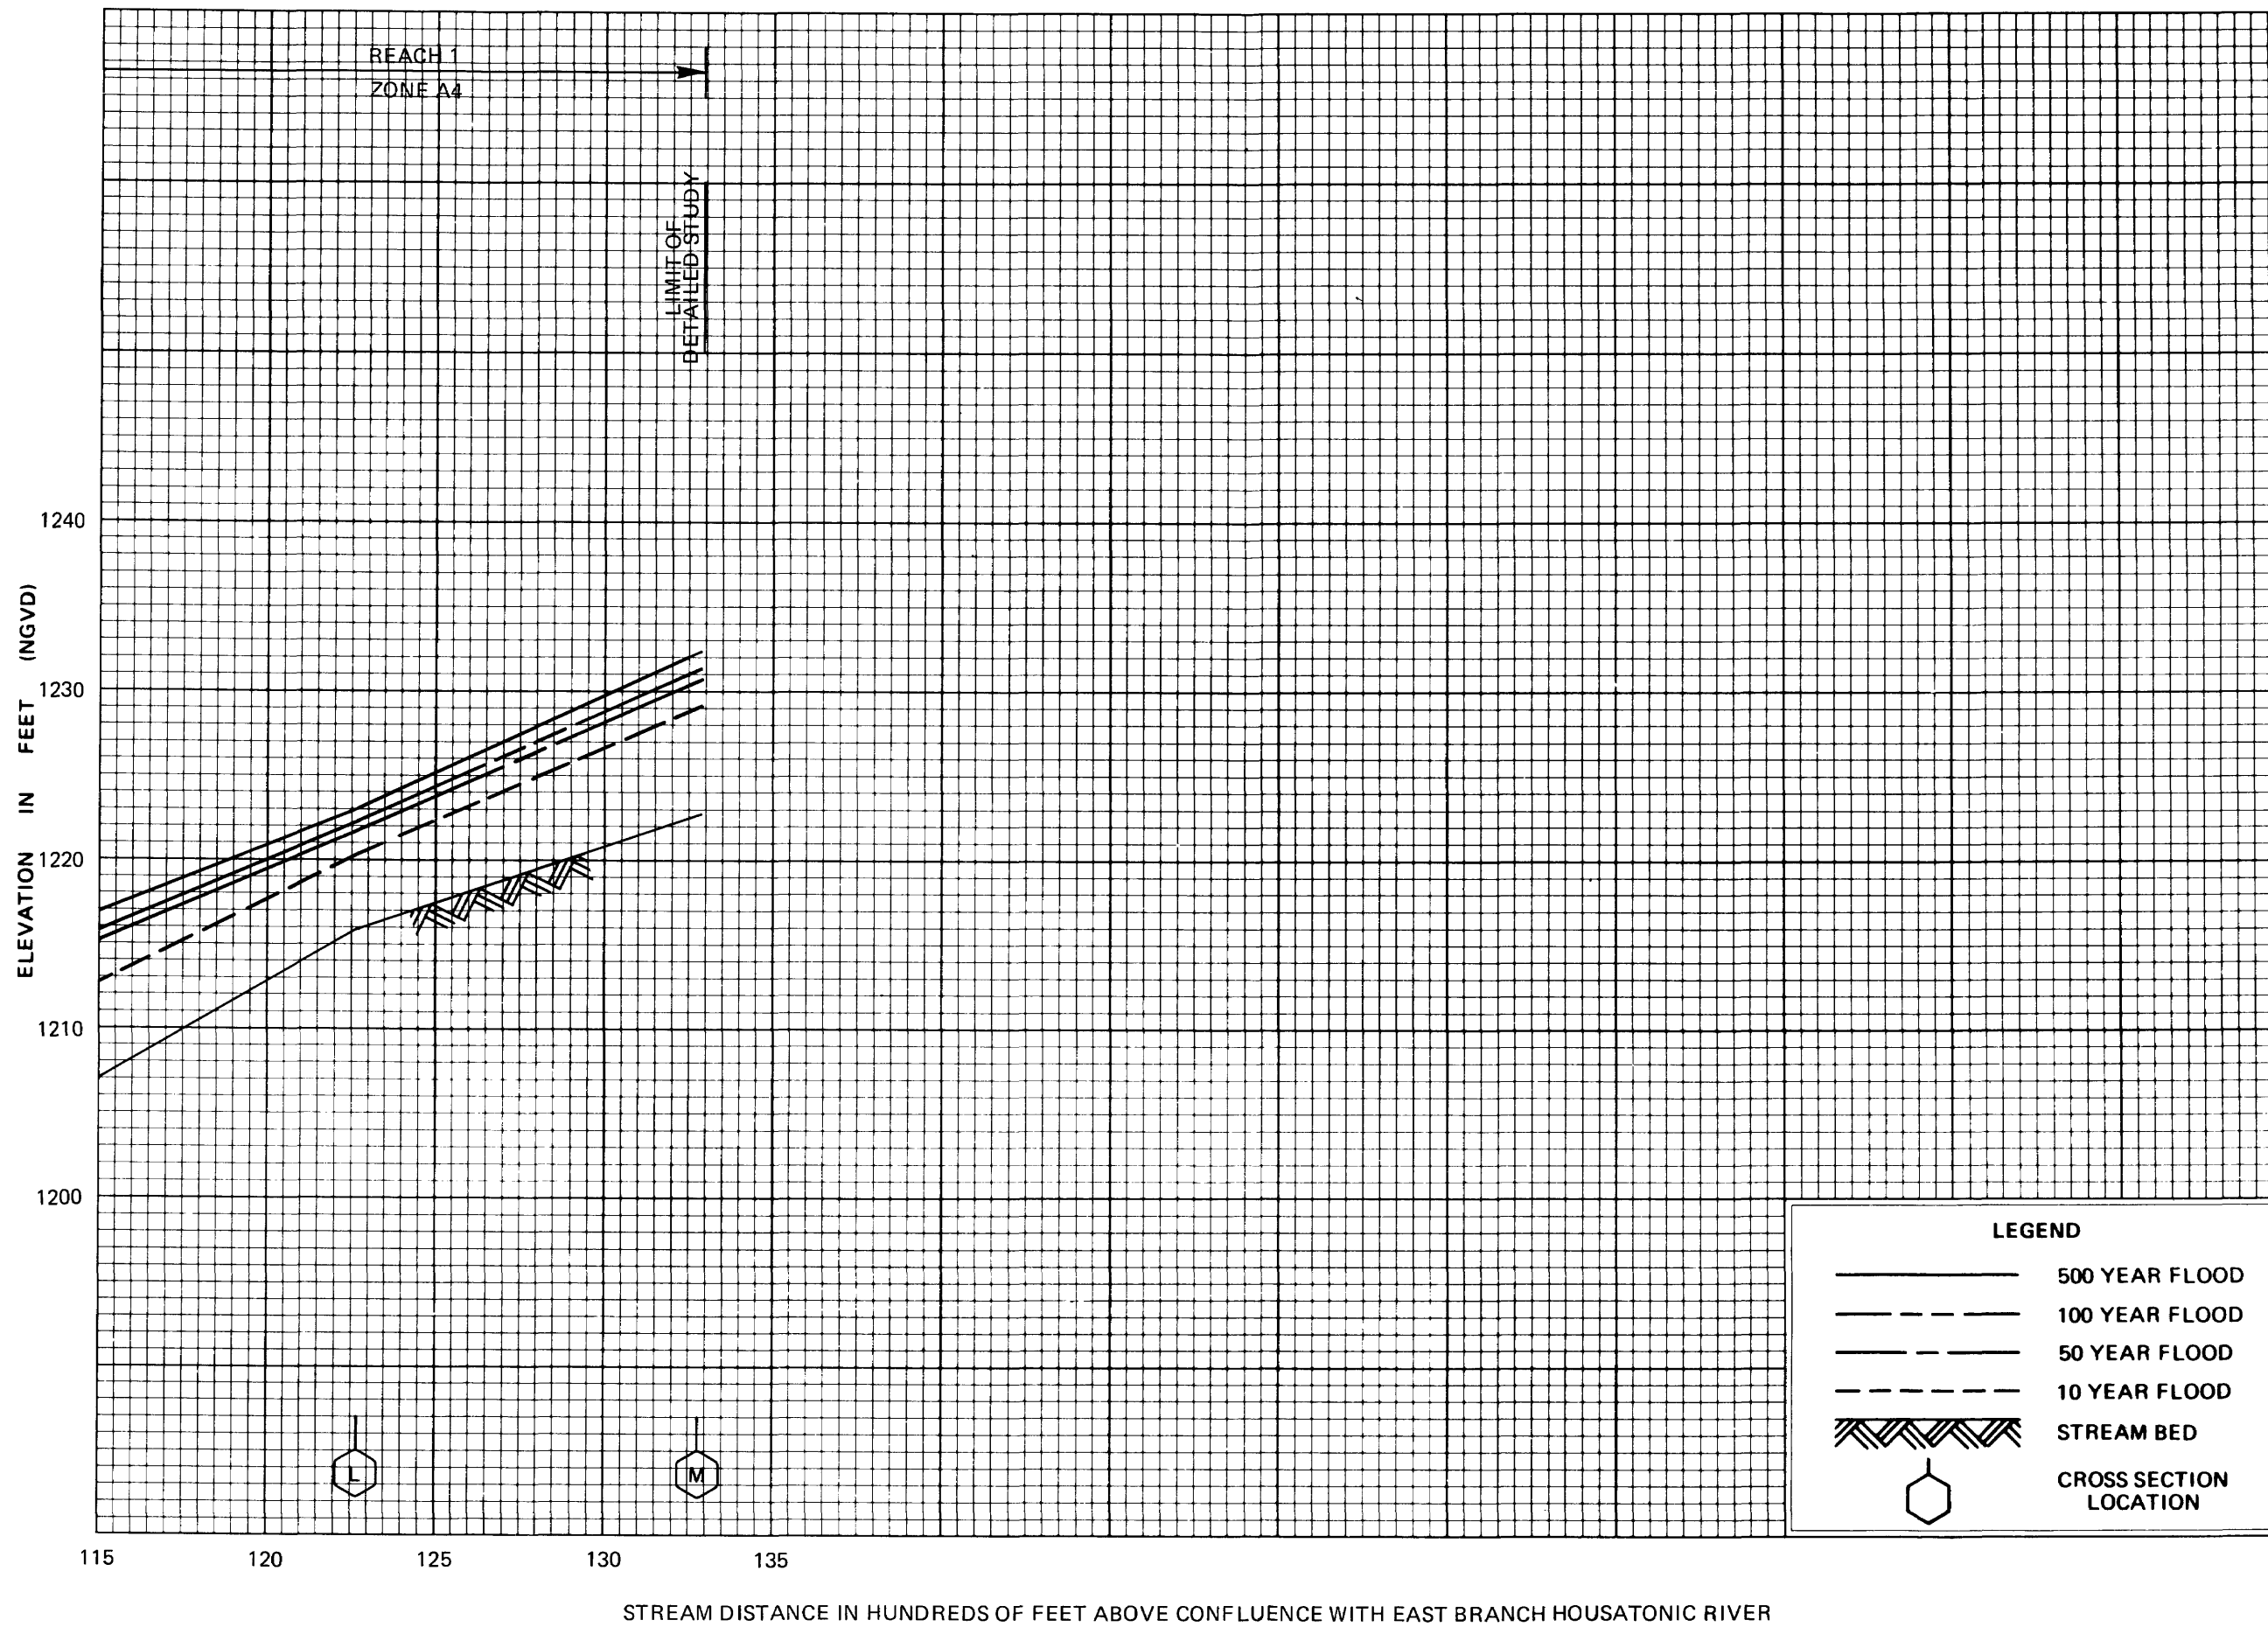 REACH 1
ZONE A4
LIMIT OF
DETAILED STUDY
ELEVATION IN FEET (NGVD)
1240
1230
1220
1210
1200
L
M
115 120 125 130 135
STREAM DISTANCE IN HUNDREDS OF FEET ABOVE CONFLUENCE WITH EAST BRANCH HOUSATONIC RIVER
LEGEND
500 YEAR FLOOD
100 YEAR FLOOD
50 YEAR FLOOD
10 YEAR FLOOD
STREAM BED
CROSS SECTION
LOCATION